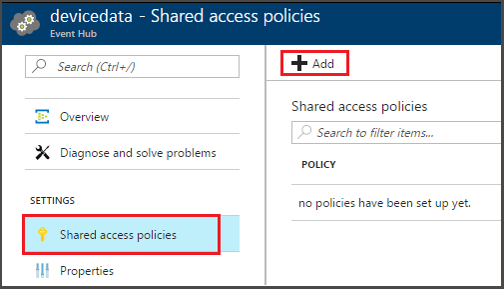 devicedata - Shared access policies
Event Hub
Search (Ctrl+/)
Overview
Diagnose and solve problems
SETTINGS
Shared access policies
Properties
Add
Shared access policies
Search to filter items...
POLICY
no policies have been set up yet.